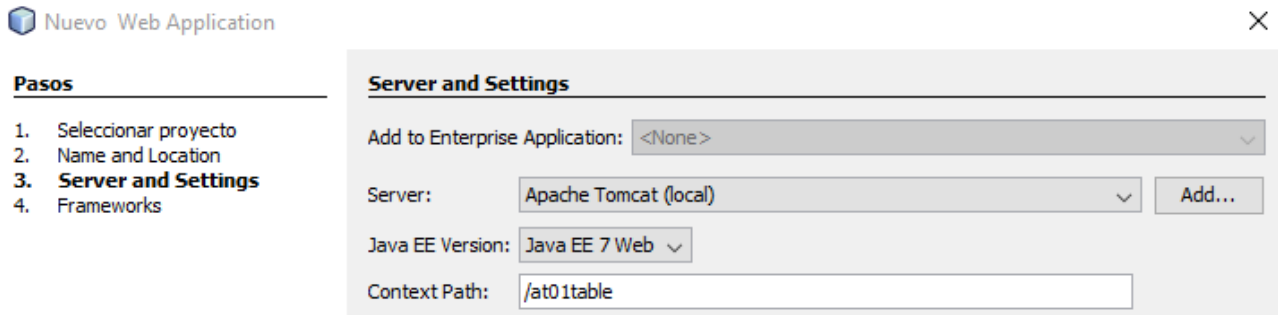 Nuevo Web Application
Pasos
1. Seleccionar proyecto
2. Name and Location
3. Server and Settings
4. Frameworks
Server and Settings
Add to Enterprise Application: <None>
Server: Apache Tomcat (local) Add...
Java EE Version: Java EE 7 Web
Context Path: /at01table